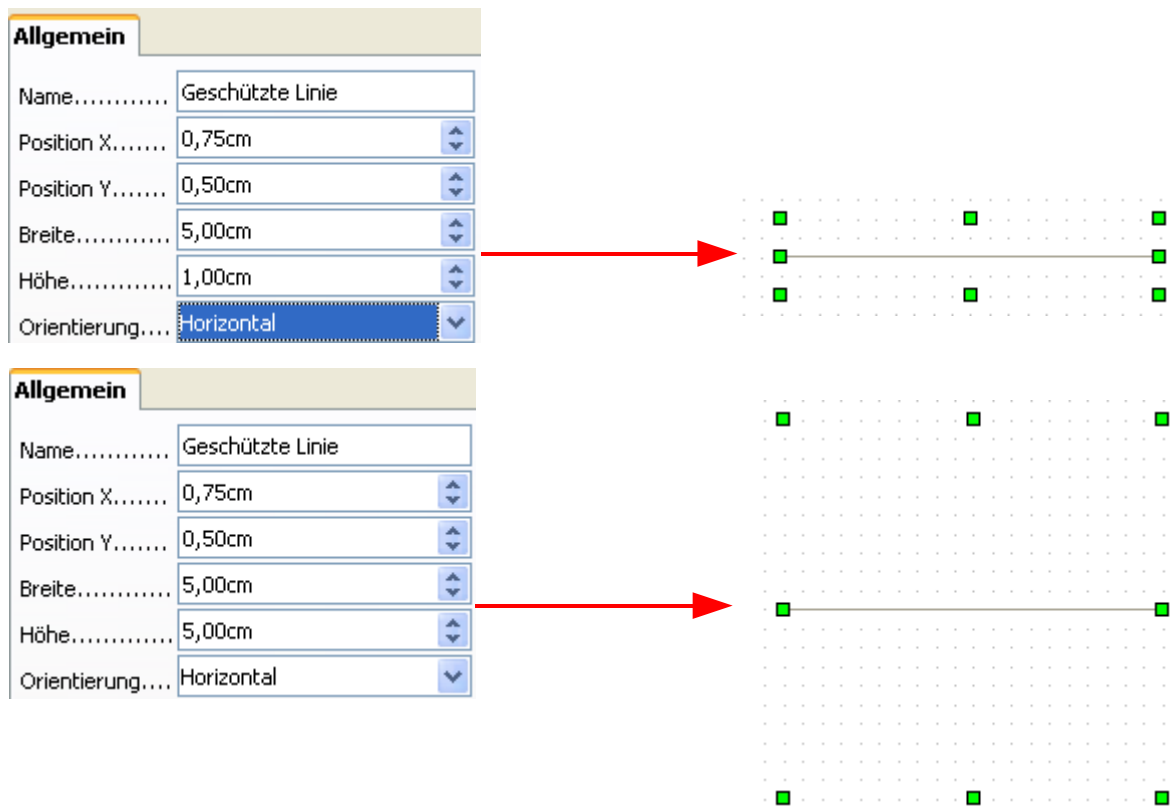 Allgemein
Name............ Geschützte Linie
Position X....... 0,75cm
Position Y....... 0,50cm
Breite............ 5,00cm
Höhe............. 1,00cm
Orientierung.... Horizontal
Allgemein
Name............ Geschützte Linie
Position X....... 0,75cm
Position Y....... 0,50cm
Breite............ 5,00cm
Höhe............. 5,00cm
Orientierung.... Horizontal